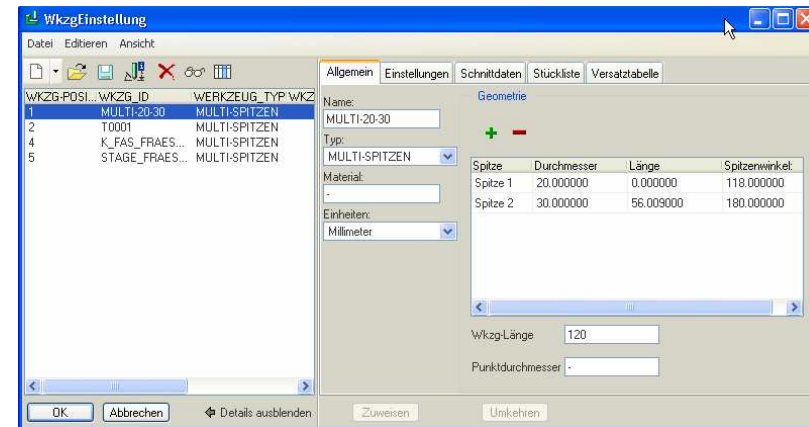 WkzgEinstellung
Datei Editieren Ansicht
WKZG-POSI... WKZG_ID WERKZEUG_TYP WKZ
1 MULTI-20-30 MULTI-SPITZEN
2 T0001 MULTI-SPITZEN
4 K_FAS_FRAES... MULTI-SPITZEN
5 STAGE_FRAES... MULTI-SPITZEN
OK Abbrechen Details ausblenden
Allgemein Einstellungen Schnittdaten Stückliste Versatztabelle
Name:
MULTI-20-30
Typ:
MULTI-SPITZEN
Material:
-
Einheiten:
Millimeter
Geometrie
Spitze Durchmesser Länge Spitzenwinkel:
Spitze 1 20.000000 0.000000 118.000000
Spitze 2 30.000000 56.009000 180.000000
Wkzg-Länge 120
Punktdurchmesser -
Zuweisen Umkehren